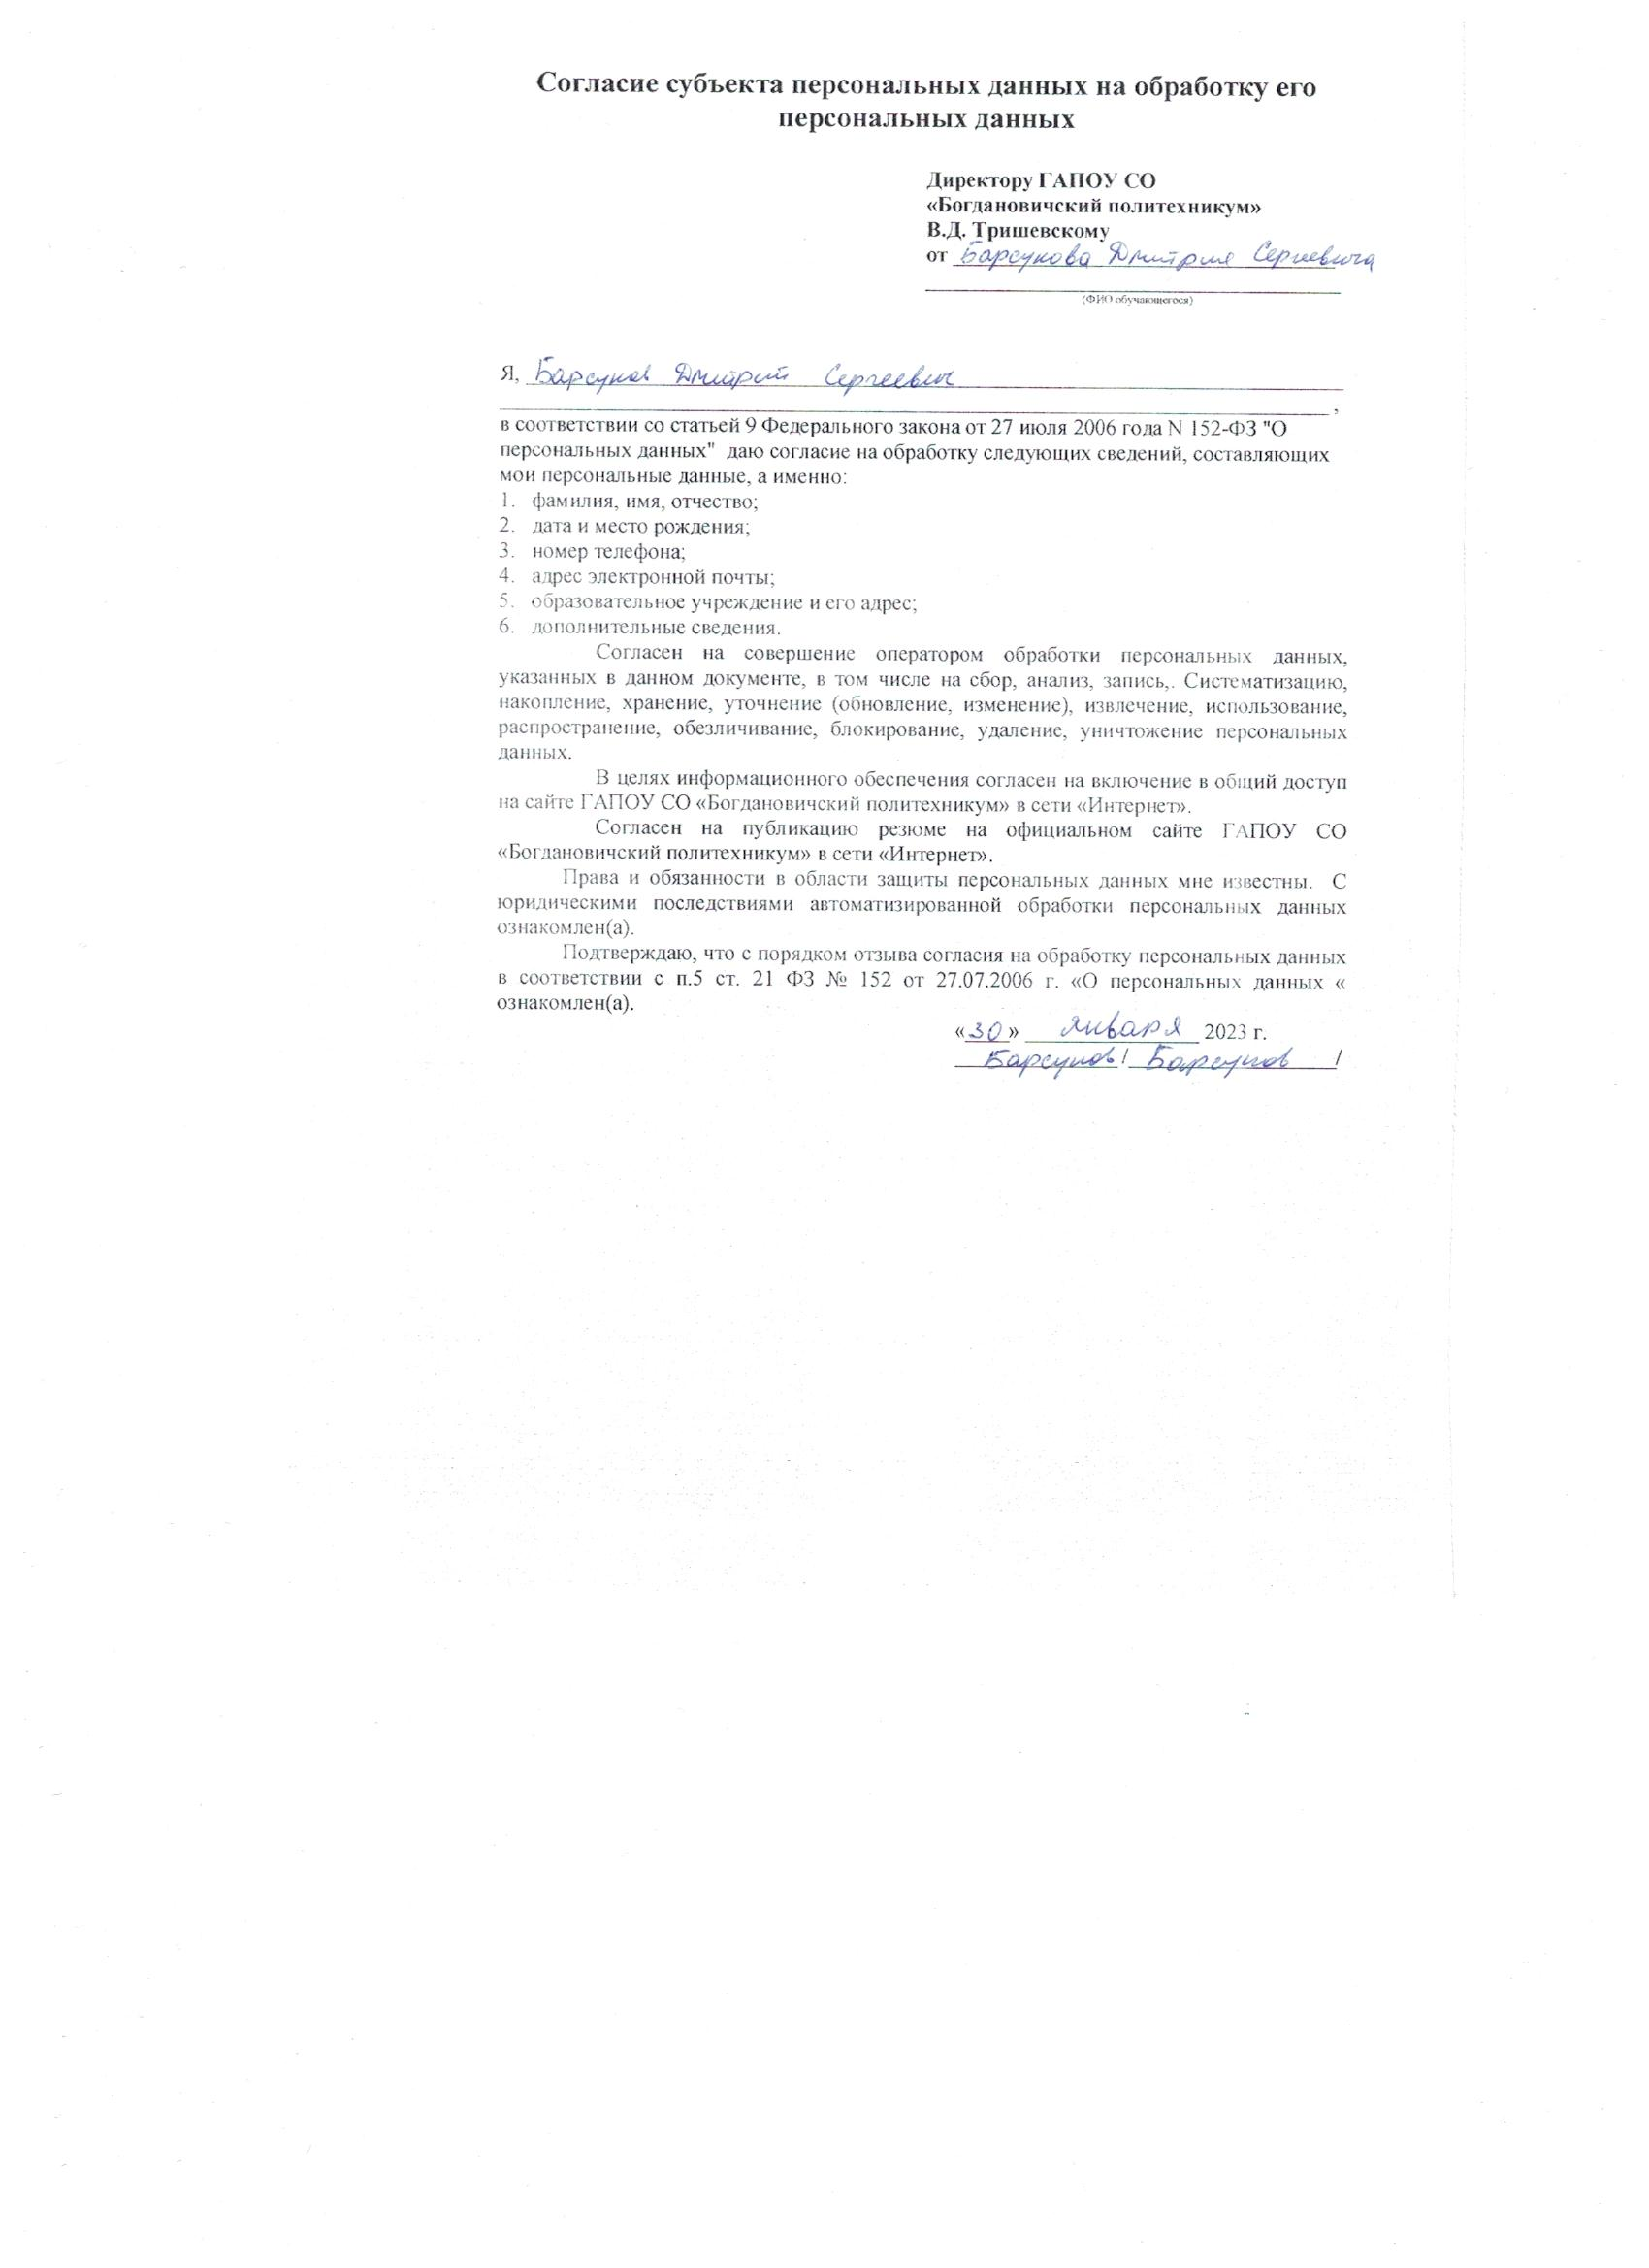 Согласие субъекта персональных данных на обработку его
персональных данных
Директору ГАПОУ СО
«Богдановичский политехникум»
В.Д. Тришевскому
от Барсукова Дмитрия Сергеевича
(ФИО обучающегося)
Я, Барсуков Дмитрий Сергеевич
,
в соответствии со статьей 9 Федерального закона от 27 июля 2006 года N 152-ФЗ "О
персональных данных" даю согласие на обработку следующих сведений, составляющих
мои персональные данные, а именно:
1. фамилия, имя, отчество;
2. дата и место рождения;
3. номер телефона;
4. адрес электронной почты;
5. образовательное учреждение и его адрес;
6. дополнительные сведения.
Согласен на совершение оператором обработки персональных данных,
указанных в данном документе, в том числе на сбор, анализ, запись,. Систематизацию,
накопление, хранение, уточнение (обновление, изменение), извлечение, использование,
распространение, обезличивание, блокирование, удаление, уничтожение персональных
данных.
В целях информационного обеспечения согласен на включение в общий доступ
на сайте ГАПОУ СО «Богдановичский политехникум» в сети «Интернет».
Согласен на публикацию резюме на официальном сайте ГАПОУ СО
«Богдановичский политехникум» в сети «Интернет».
Права и обязанности в области защиты персональных данных мне известны. С
юридическими последствиями автоматизированной обработки персональных данных
ознакомлен(а).
Подтверждаю, что с порядком отзыва согласия на обработку персональных данных
в соответствии с п.5 ст. 21 ФЗ № 152 от 27.07.2006 г. «О персональных данных «
ознакомлен(а).
«30» января 2023 г.
Барсуков / Барсуков /